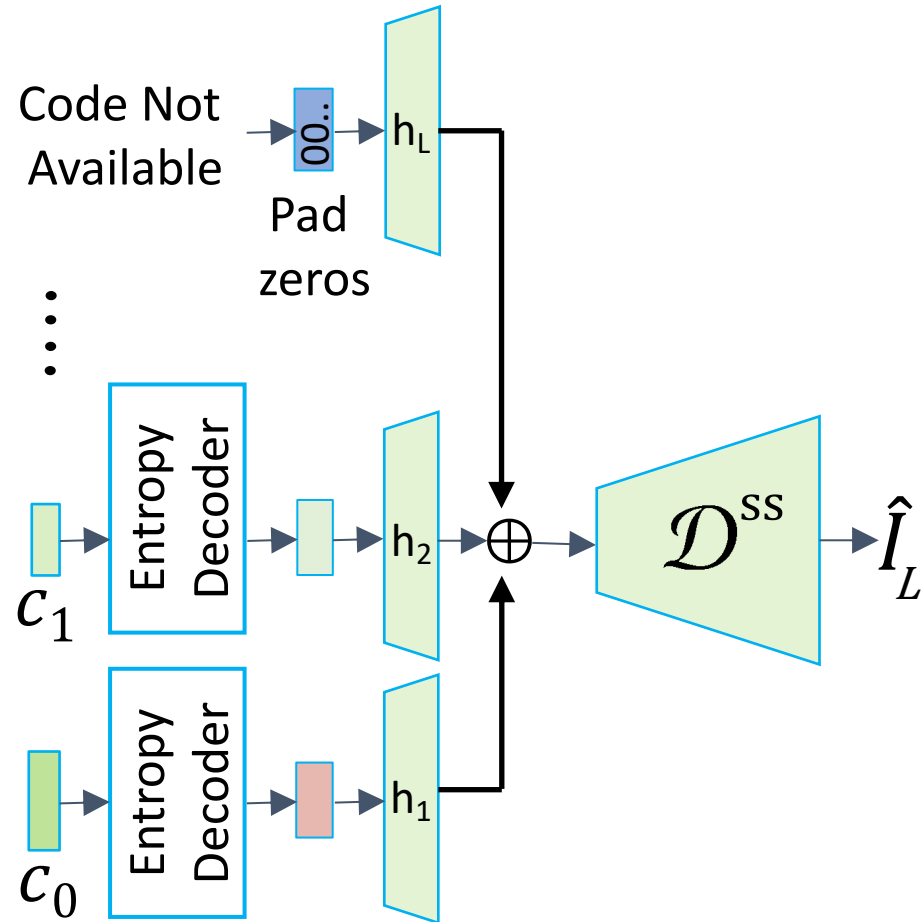 Code Not
Available
00..
h_L
Pad
zeros
Entropy
Decoder
c_1
h_2
𝒟^ss
Î_L
Entropy
Decoder
c_0
h_1